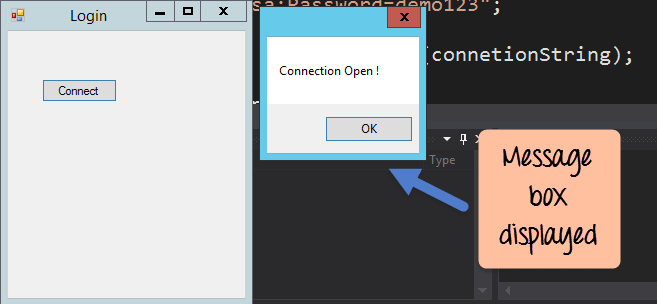 Login
Connect
Connection Open !
OK
sa;Password=demo123";
(connetionString);
Type
Message
box
displayed